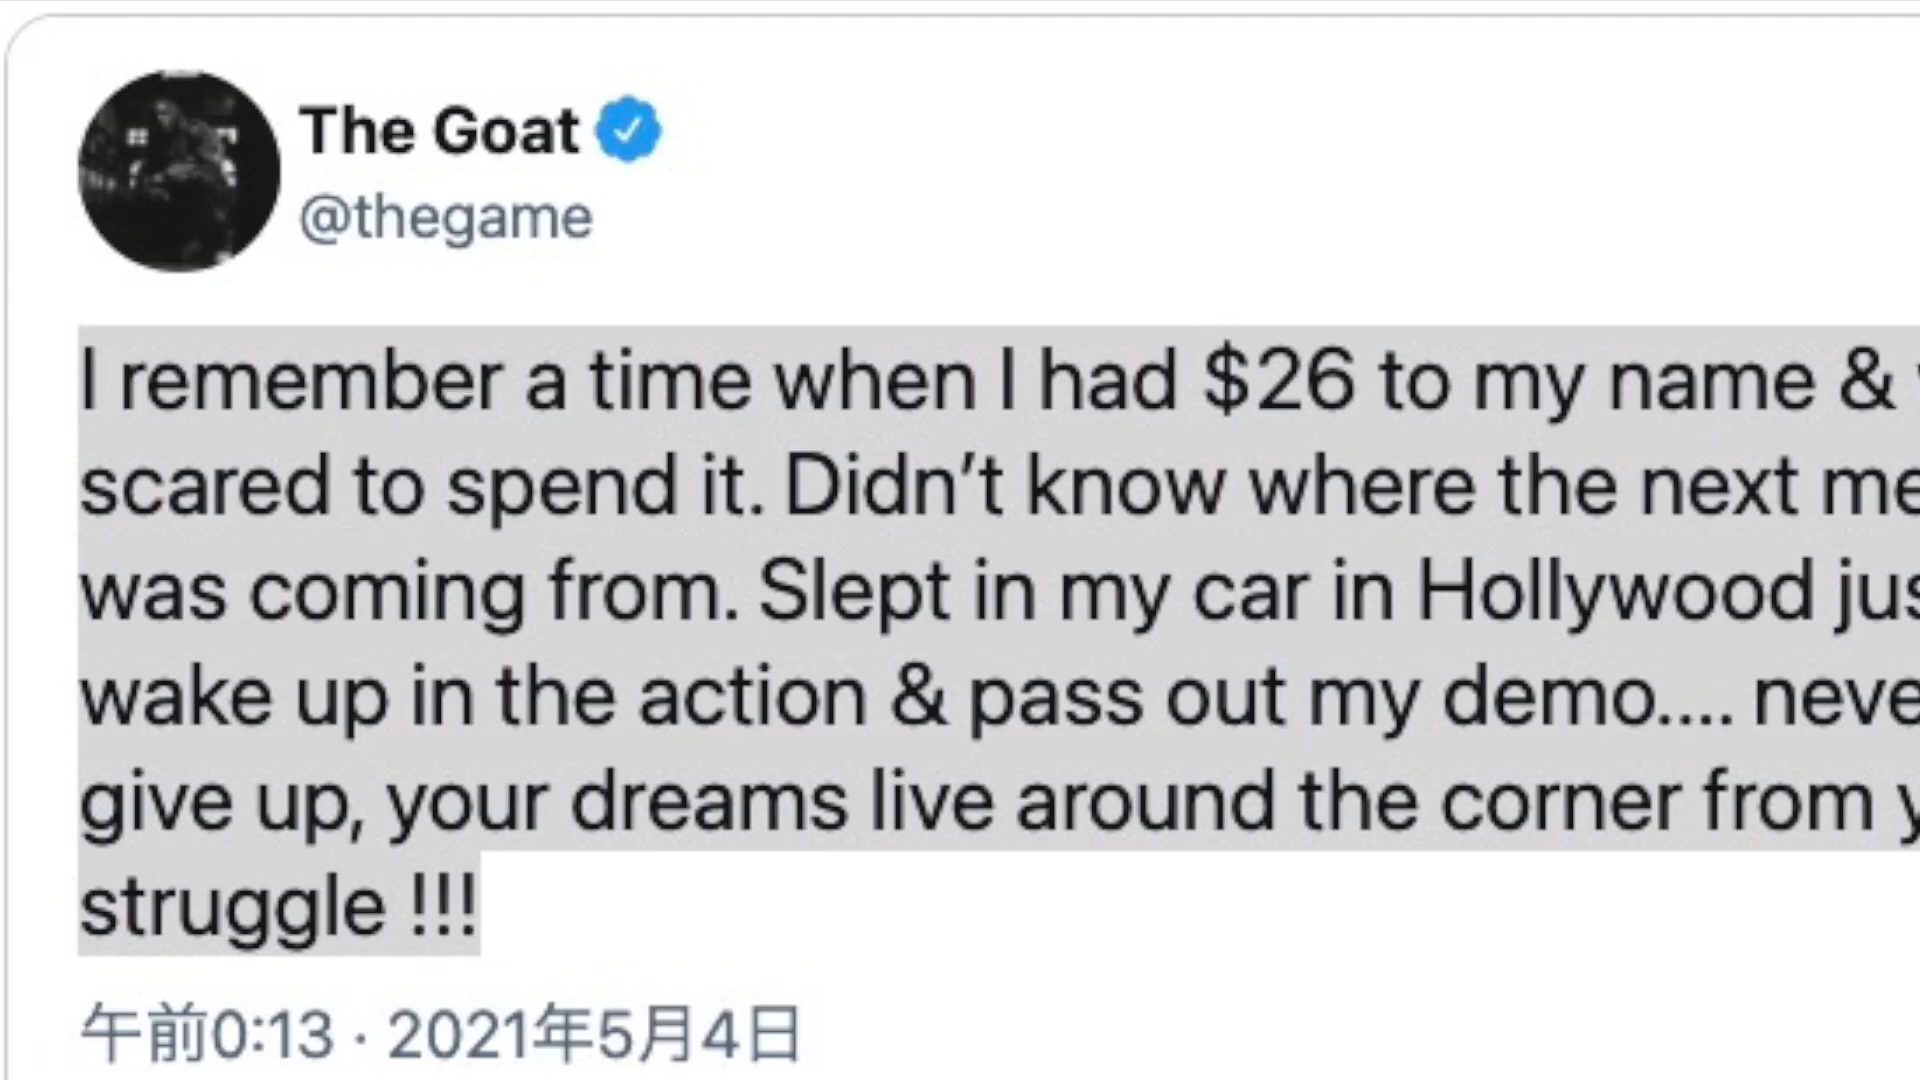 The Goat
@thegame
I remember a time when I had $26 to my name &
scared to spend it. Didn’t know where the next
was coming from. Slept in my car in Hollywood
wake up in the action & pass out my demo....
give up, your dreams live around the corner from
struggle !!!
午前0:13 · 2021年5月4日